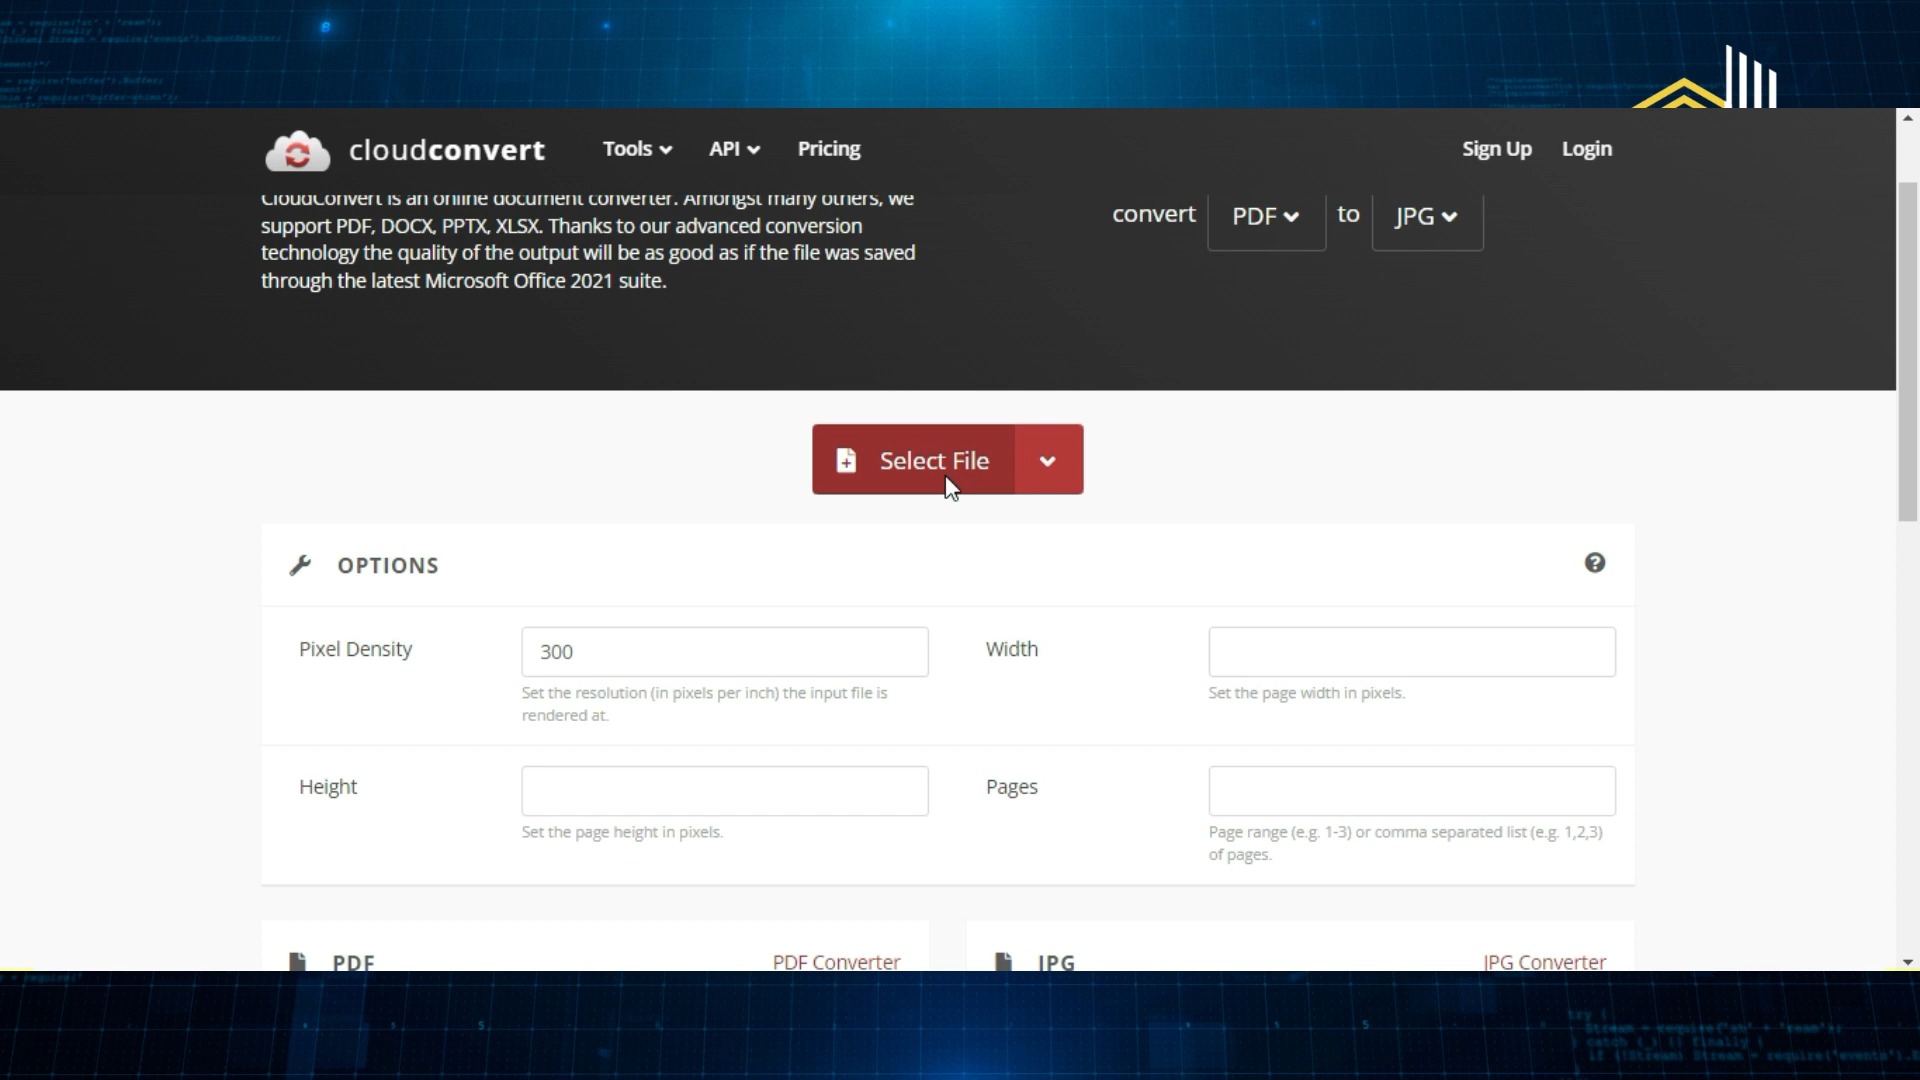 cloudconvert
Tools
API
Pricing
Sign Up
Login
CloudConvert is an online document converter. Amongst many others, we
support PDF, DOCX, PPTX, XLSX. Thanks to our advanced conversion
technology the quality of the output will be as good as if the file was saved
through the latest Microsoft Office 2021 suite.
convert PDF to JPG
Select File
OPTIONS
Pixel Density
300
Set the resolution (in pixels per inch) the input file is
rendered at.
Width
Set the page width in pixels.
Height
Set the page height in pixels.
Pages
Page range (e.g. 1-3) or comma separated list (e.g. 1,2,3)
of pages.
PDF
PDF Converter
JPG
JPG Converter